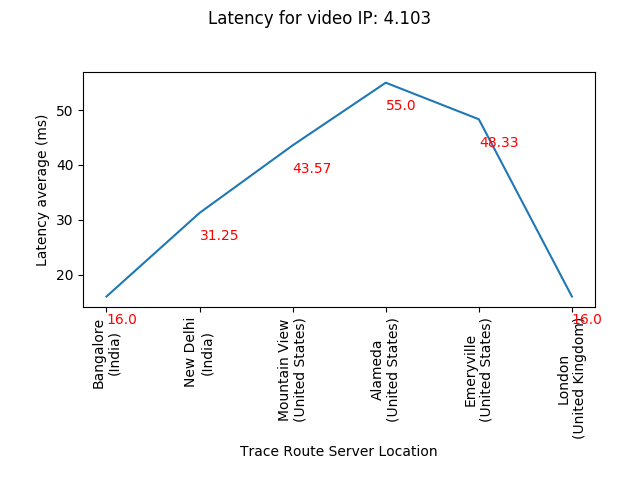 Latency for video IP: 4.103
Latency average (ms)
50
40
30
20
16.0
31.25
43.57
55.0
48.33
16.0
Bangalore
(India)
New Delhi
(India)
Mountain View
(United States)
Alameda
(United States)
Emeryville
(United States)
London
(United Kingdom)
Trace Route Server Location